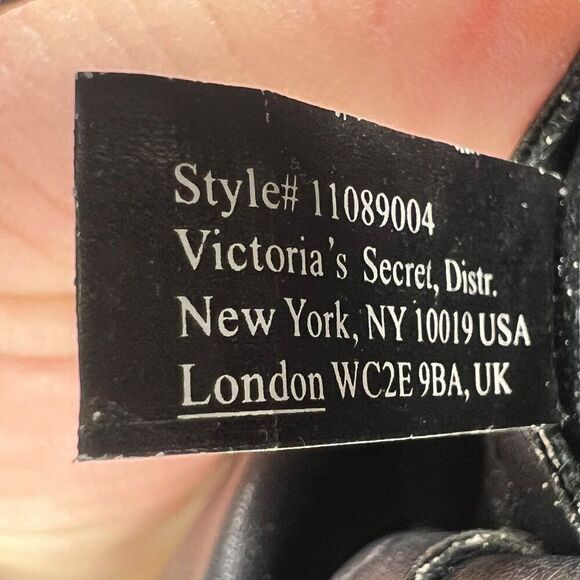 Style# 11089004
Victoria's Secret, Distr.
New York, NY 10019 USA
London WC2E 9BA, UK